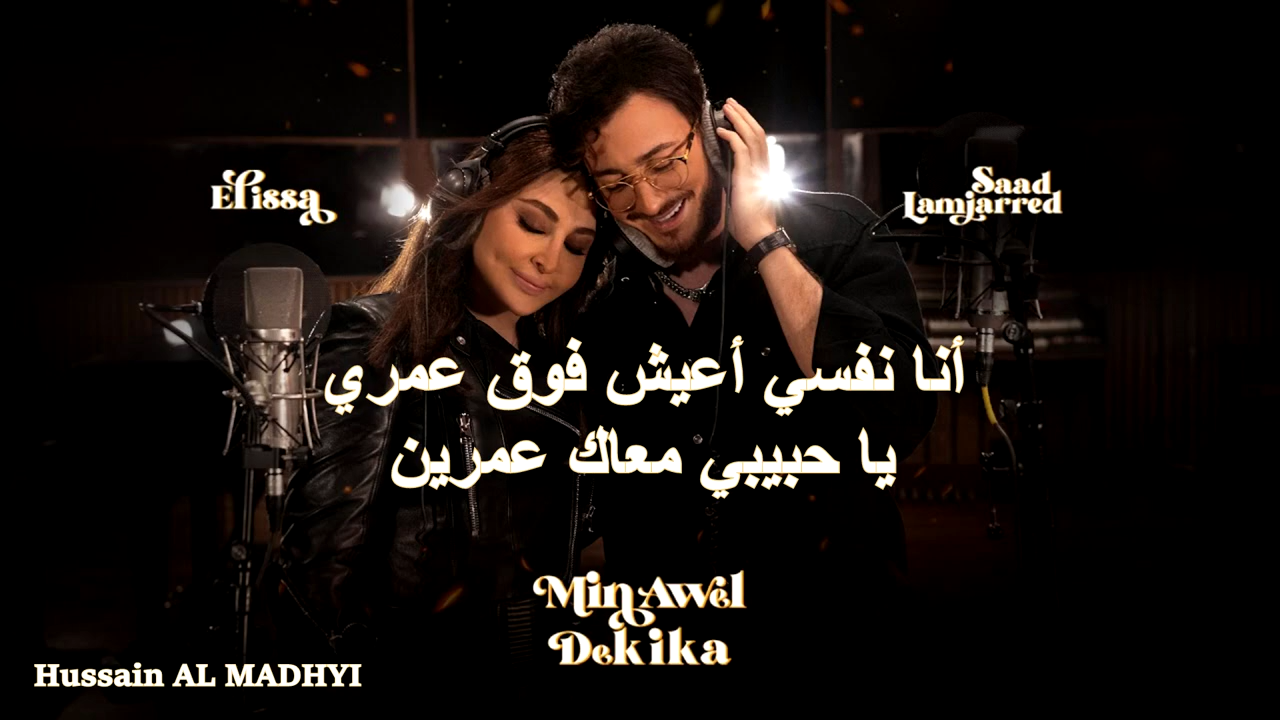 Elissa
Saad
Lamjarred
أنا نفسي أعيش فوق عمري
يا حبيبي معاك عمرين
Min Awel
Dekika
Hussain AL MADHYI